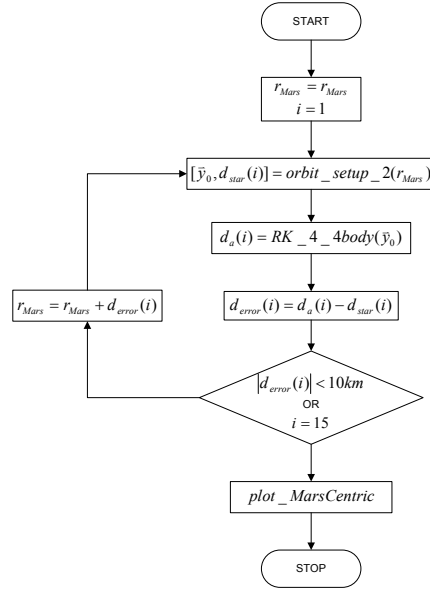 START
r_Mars = r_Mars
i = 1
[ȳ_0, d_star(i)] = orbit_setup_2(r_Mars)
d_a(i) = RK_4_4body(ȳ_0)
r_Mars = r_Mars + d_error(i)
d_error(i) = d_a(i) − d_star(i)
|d_error(i)| < 10km
OR
i = 15
plot_MarsCentric
STOP